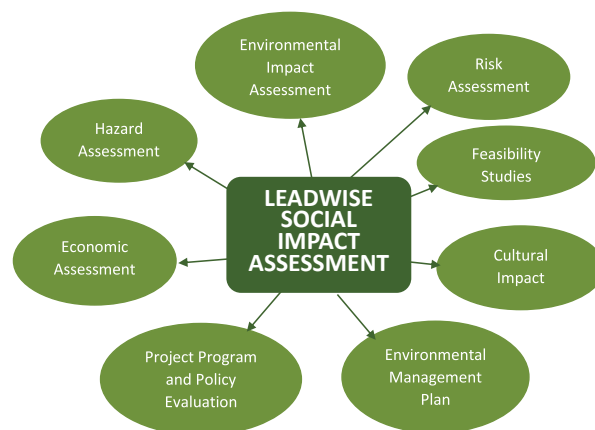 Environmental
Impact
Assessment
Risk
Assessment
Hazard
Assessment
Feasibility
Studies
LEADWISE
SOCIAL
IMPACT
ASSESSMENT
Economic
Assessment
Cultural
Impact
Project Program
and Policy
Evaluation
Environmental
Management
Plan